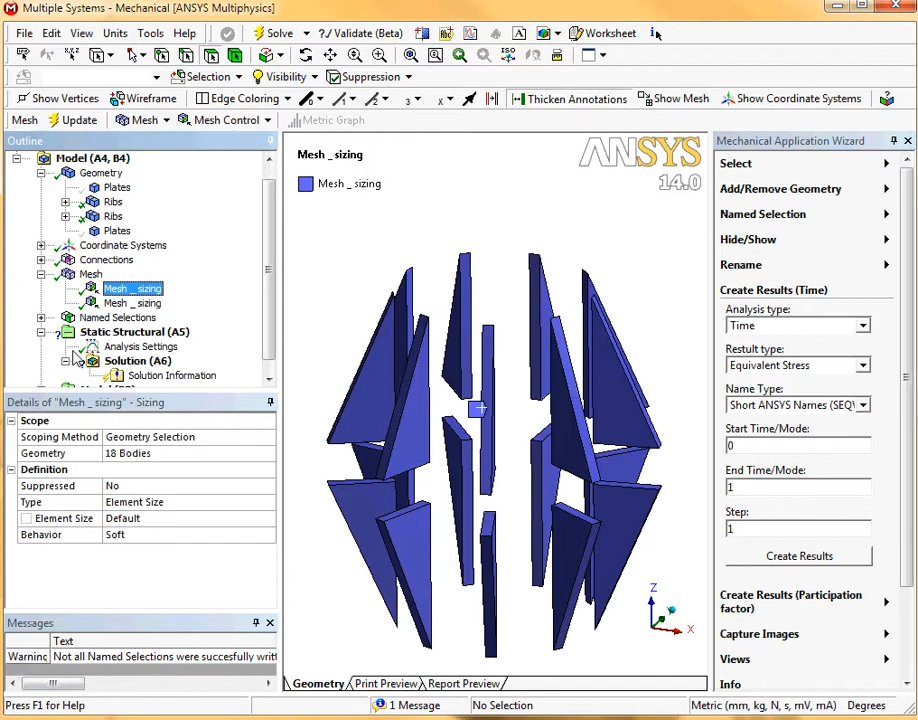 Multiple Systems - Mechanical [ANSYS Multiphysics]
File Edit View Units Tools Help Solve ?/ Validate (Beta) A Worksheet i
Selection Visibility Suppression
Show Vertices Wireframe Edge Coloring Thicken Annotations Show Mesh Show Coordinate Systems
Mesh Update Mesh Mesh Control Metric Graph
Outline
Model (A4, B4)
Geometry
Plates
Ribs
Ribs
Plates
Coordinate Systems
Connections
Mesh
Mesh _ sizing
Mesh _ sizing
Named Selections
Static Structural (A5)
Analysis Settings
Solution (A6)
Solution Information
Details of "Mesh _ sizing" - Sizing
Scope
Scoping Method Geometry Selection
Geometry 18 Bodies
Definition
Suppressed No
Type Element Size
Element Size Default
Behavior Soft
Messages
Text
Warning Not all Named Selections were succesfully writt
Mesh _ sizing
Mesh _ sizing
ANSYS
14.0
Z
X
Geometry Print Preview Report Preview
Mechanical Application Wizard
Select
Add/Remove Geometry
Named Selection
Hide/Show
Rename
Create Results (Time)
Analysis type:
Time
Restult type:
Equivalent Stress
Name Type:
Short ANSYS Names (SEQV
Start Time/Mode:
0
End Time/Mode:
1
Step:
1
Create Results
Create Results (Participation
factor)
Capture Images
Views
Info
Press F1 for Help 1 Message No Selection Metric (mm, kg, N, s, mV, mA) Degrees